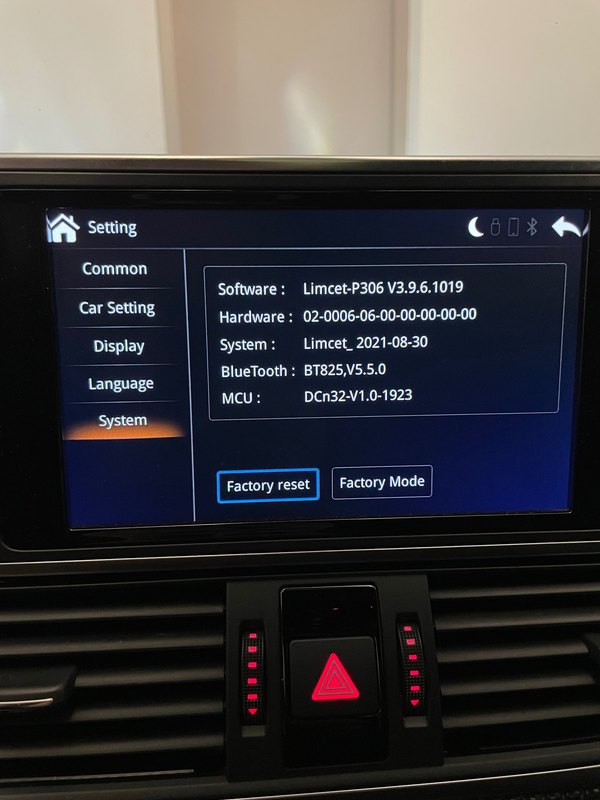 Setting
Common
Car Setting
Display
Language
System
Software : Limcet-P306 V3.9.6.1019
Hardware : 02-0006-06-00-00-00-00-00
System : Limcet_ 2021-08-30
BlueTooth : BT825,V5.5.0
MCU : DCn32-V1.0-1923
Factory reset
Factory Mode